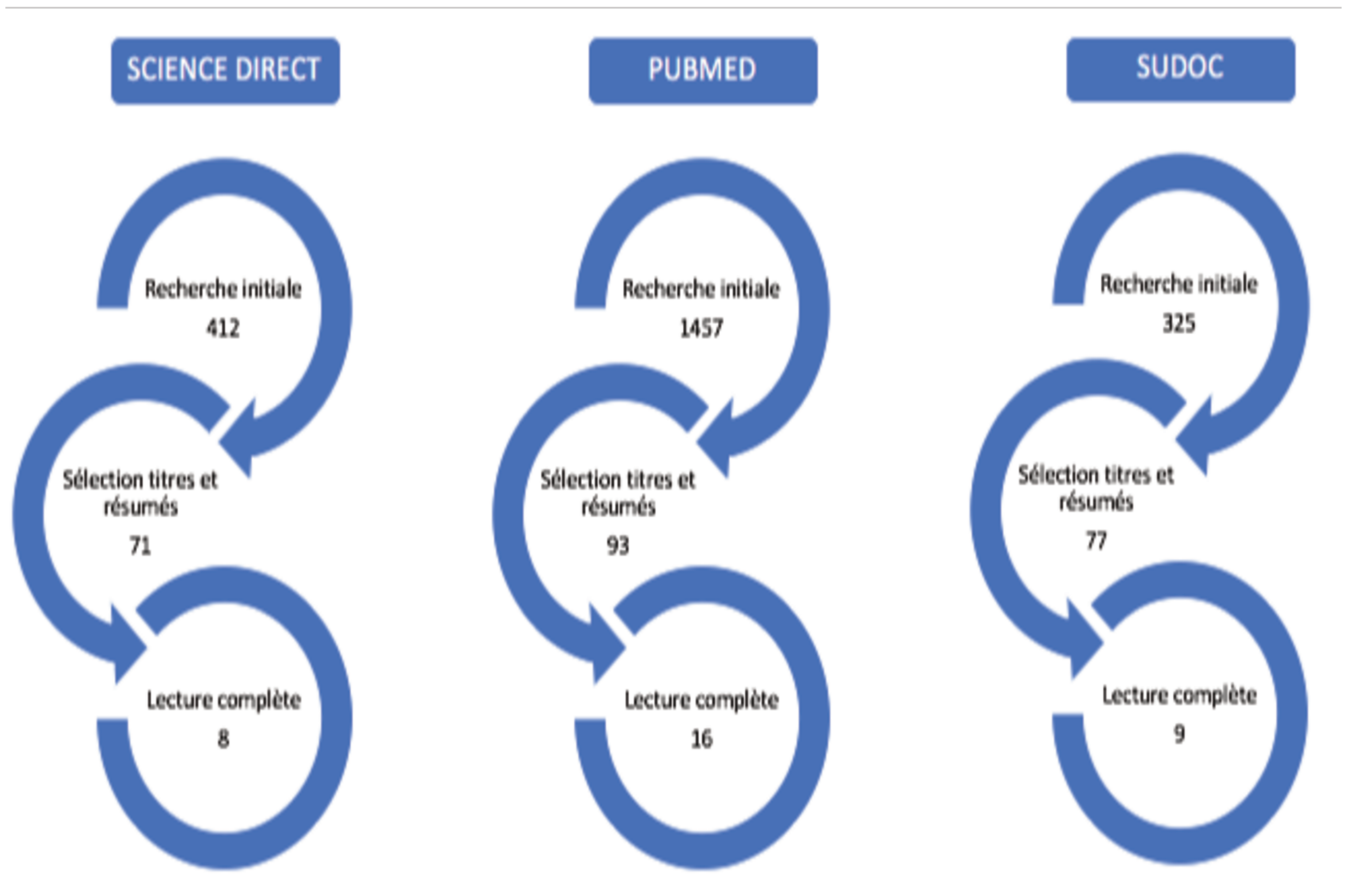 SCIENCE DIRECT
Recherche initiale
412
Sélection titres et
résumés
71
Lecture complète
8
PUBMED
Recherche initiale
1457
Sélection titres et
résumés
93
Lecture complète
16
SUDOC
Recherche initiale
325
Sélection titres et
résumés
77
Lecture complète
9